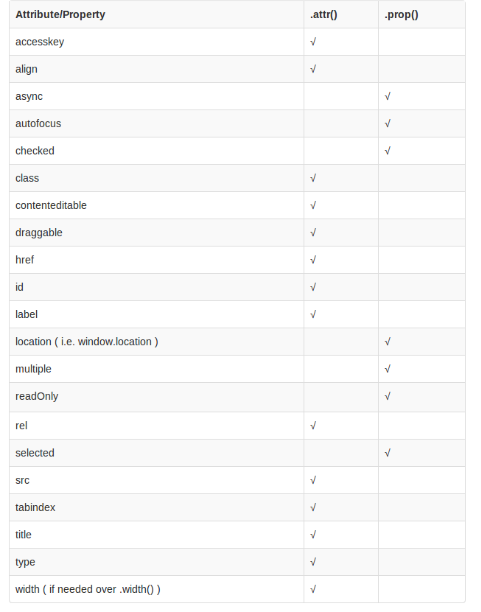 Attribute/Property .attr() .prop()
accesskey √
align √
async √
autofocus √
checked √
class √
contenteditable √
draggable √
href √
id √
label √
location ( i.e. window.location ) √
multiple √
readOnly √
rel √
selected √
src √
tabindex √
title √
type √
width ( if needed over .width() ) √